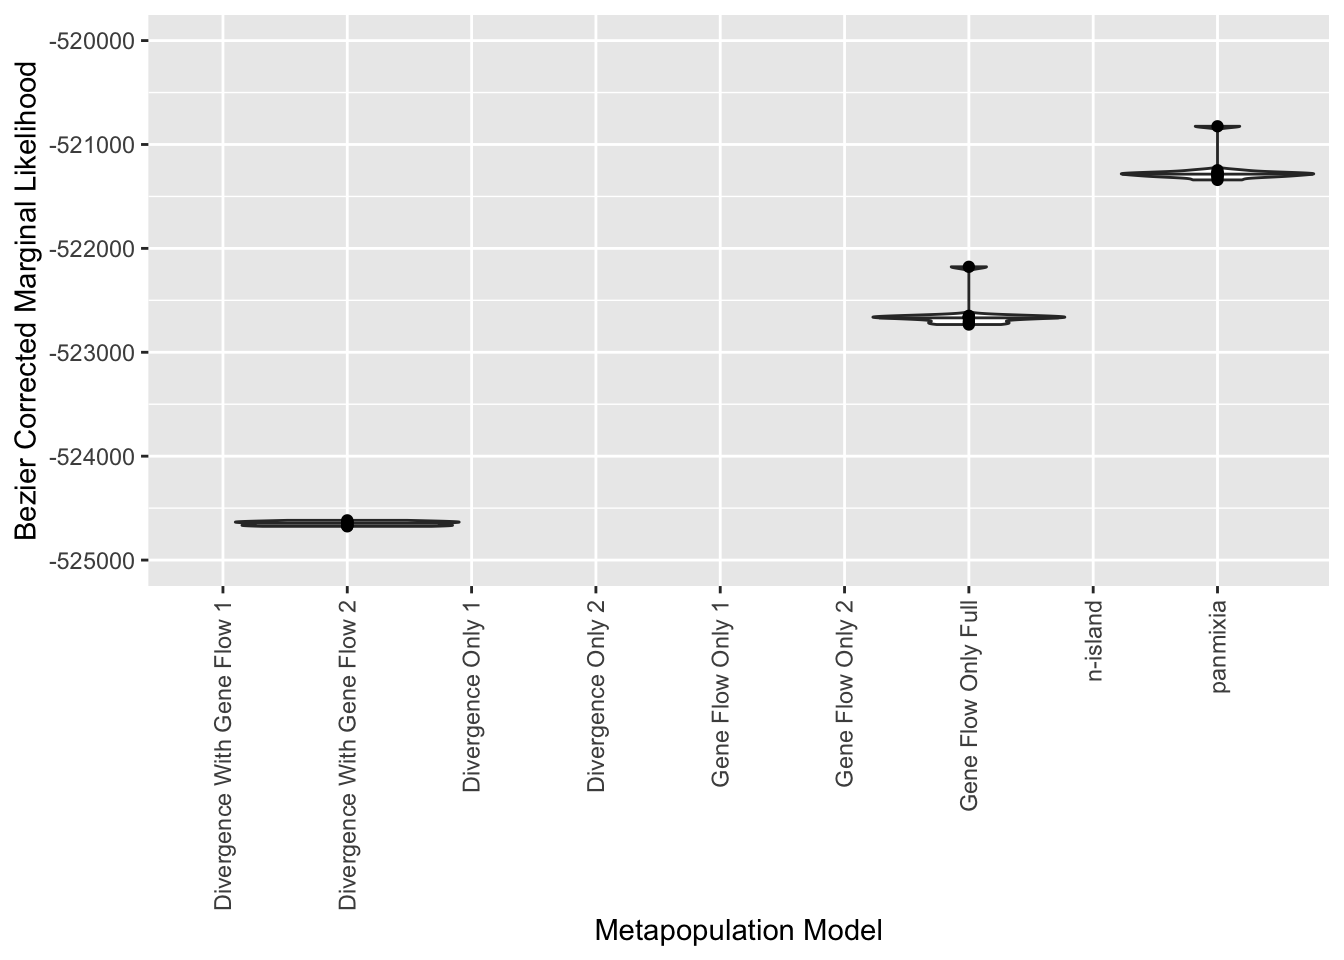 Bezier Corrected Marginal Likelihood
-520000
-521000
-522000
-523000
-524000
-525000
Divergence With Gene Flow 1
Divergence With Gene Flow 2
Divergence Only 1
Divergence Only 2
Gene Flow Only 1
Gene Flow Only 2
Gene Flow Only Full
n-island
panmixia
Metapopulation Model